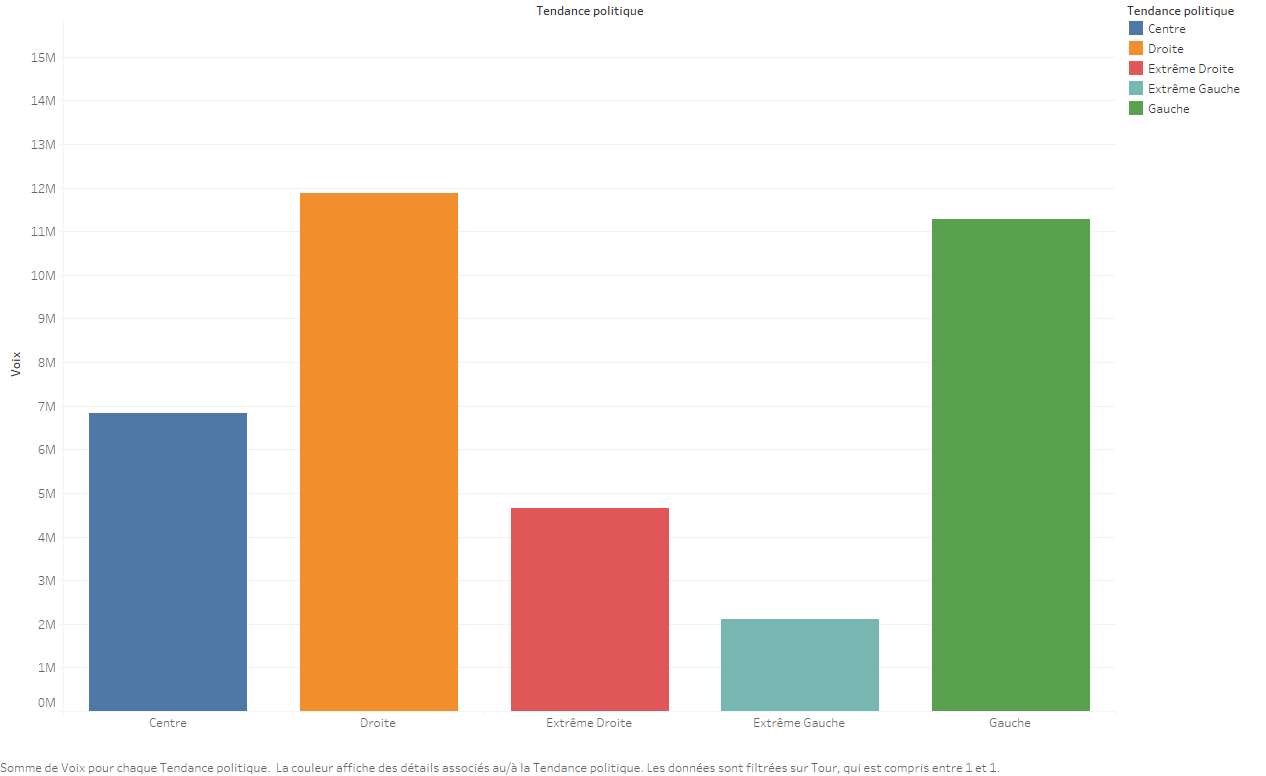 Tendance politique
Tendance politique
Centre
Droite
Extrême Droite
Extrême Gauche
Gauche
15M
14M
13M
12M
11M
10M
9M
8M
7M
6M
5M
4M
3M
2M
1M
0M
Voix
Centre
Droite
Extrême Droite
Extrême Gauche
Gauche
Somme de Voix pour chaque Tendance politique.  La couleur affiche des détails associés au/à la Tendance politique. Les données sont filtrées sur Tour, qui est compris entre 1 et 1.